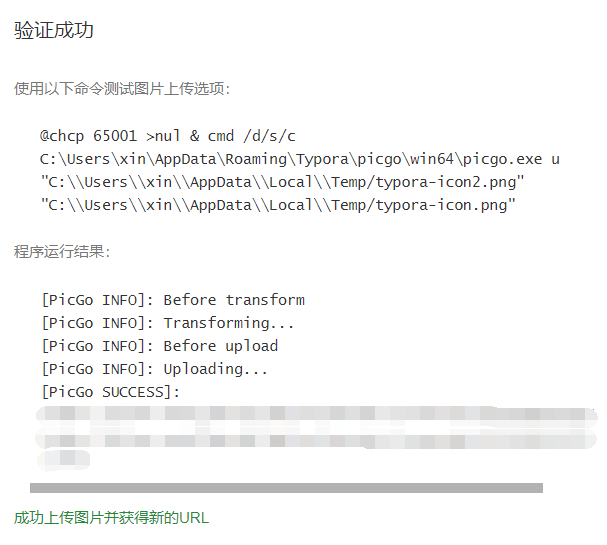 验证成功
使用以下命令测试图片上传选项：
@chcp 65001 >nul & cmd /d/s/c
C:\Users\xin\AppData\Roaming\Typora\picgo\win64\picgo.exe u
"C:\\Users\\xin\\AppData\\Local\\Temp/typora-icon2.png"
"C:\\Users\\xin\\AppData\\Local\\Temp/typora-icon.png"
程序运行结果：
[PicGo INFO]: Before transform
[PicGo INFO]: Transforming...
[PicGo INFO]: Before upload
[PicGo INFO]: Uploading...
[PicGo SUCCESS]:
成功上传图片并获得新的URL